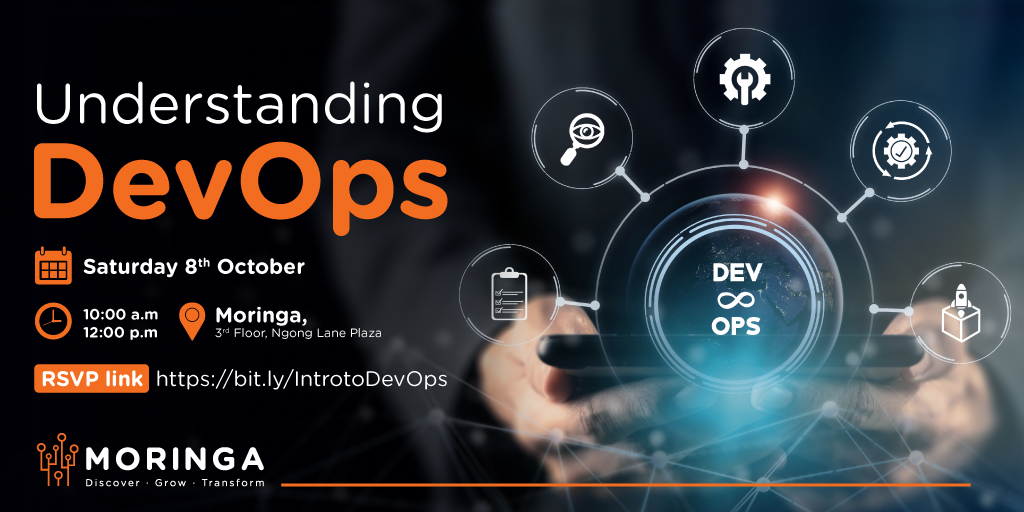 Understanding
DevOps
Saturday 8th October
10:00 a.m
12:00 p.m
Moringa,
3rd Floor, Ngong Lane Plaza
RSVP link https://bit.ly/IntrotoDevOps
MORINGA
Discover · Grow · Transform
DEV
OPS